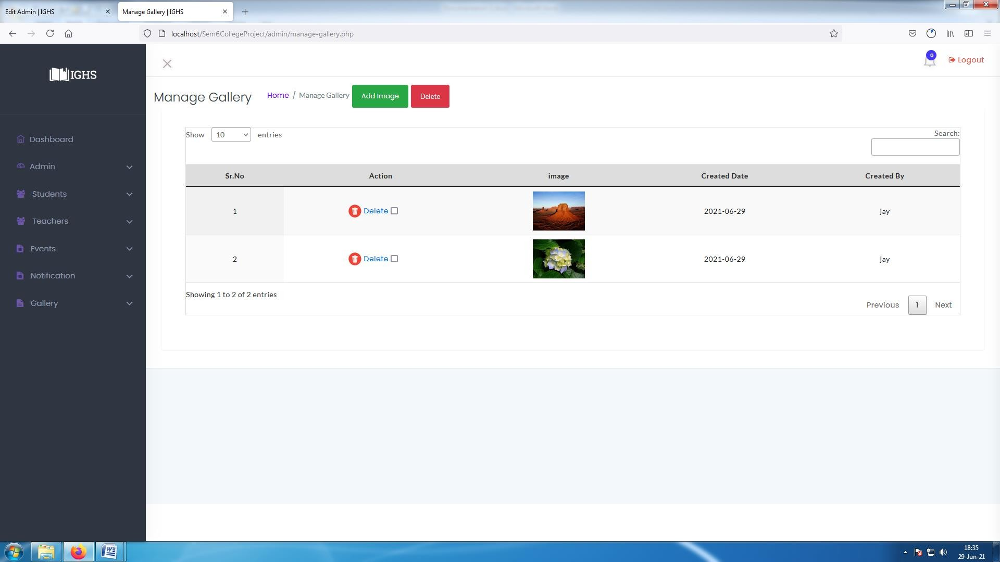 Edit Admin | IGHS
Manage Gallery | IGHS
localhost/Sem6CollegeProject/admin/manage-gallery.php
IGHS
0
Logout
Manage Gallery
Home / Manage Gallery
Add Image
Delete
Dashboard
Admin
Students
Teachers
Events
Notification
Gallery
Show 10 entries
Search:
Sr.No Action image Created Date Created By
1 Delete 2021-06-29 jay
2 Delete 2021-06-29 jay
Showing 1 to 2 of 2 entries
Previous 1 Next
18:35
29-Jun-21